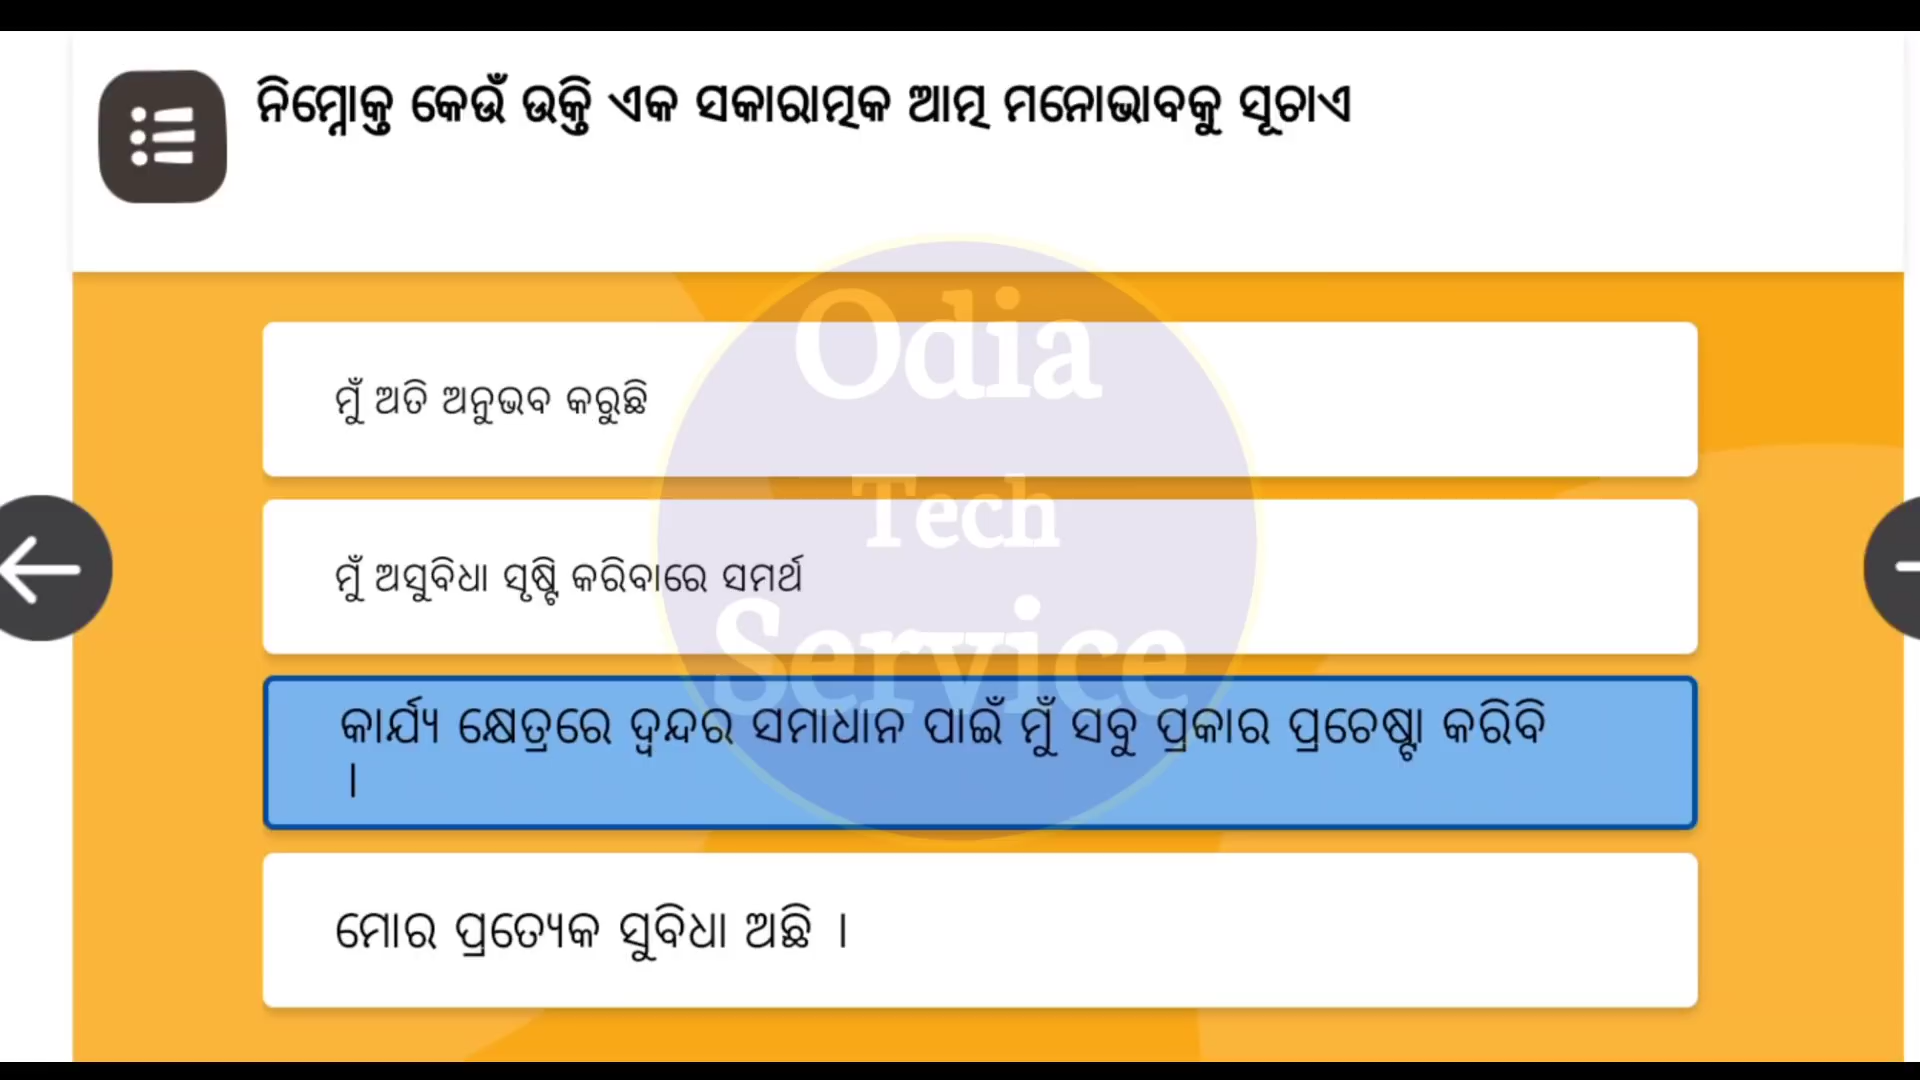 ନିମ୍ନୋକ୍ତ କେଉଁ ଉକ୍ତି ଏକ ସକାରାତ୍ମକ ଆତ୍ମ ମନୋଭାବକୁ ସୂଚାଏ
ମୁଁ ଅତି ଅନୁଭବ କରୁଛି
ମୁଁ ଅସୁବିଧା ସୃଷ୍ଟି କରିବାରେ ସମର୍ଥ
କାର୍ଯ୍ୟ କ୍ଷେତ୍ରରେ ଦ୍ୱନ୍ଦର ସମାଧାନ ପାଇଁ ମୁଁ ସବୁ ପ୍ରକାର ପ୍ରଚେଷ୍ଟା କରିବି
।
ମୋର ପ୍ରତ୍ୟେକ ସୁବିଧା ଅଛି ।
Odia
Tech
Service